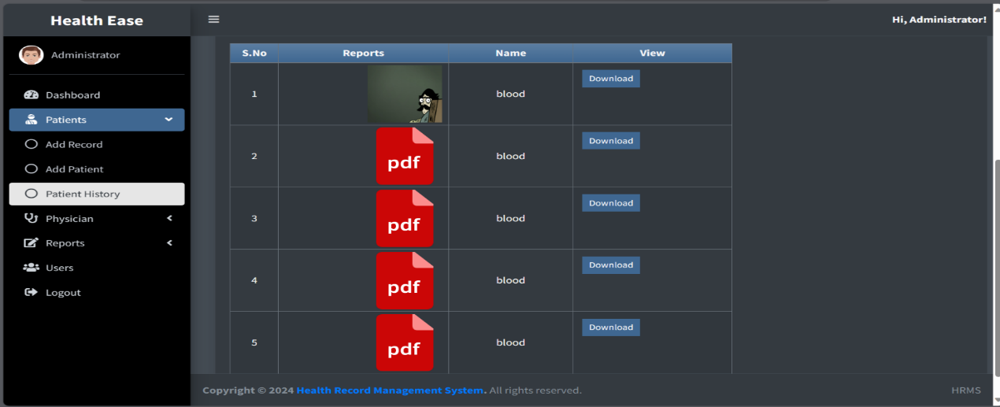 Health Ease
Hi, Administrator!
Administrator
Dashboard
Patients
Add Record
Add Patient
Patient History
Physician
Reports
Users
Logout
S.No Reports Name View
1 blood Download
2 pdf blood Download
3 pdf blood Download
4 pdf blood Download
5 pdf blood Download
Copyright © 2024 Health Record Management System. All rights reserved. HRMS